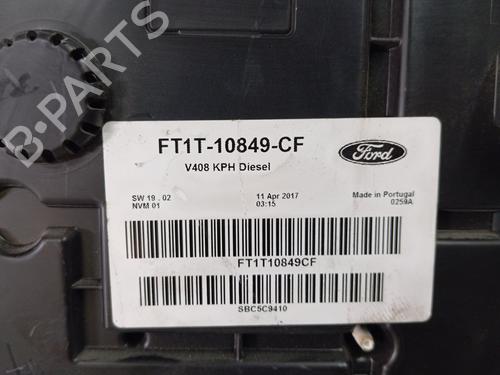 B-PARTS
FT1T-10849-CF
Ford
V408 KPH Diesel
SW 19 . 02
NVM 01
11 Apr 2017
03:15
Made in Portugal
0259A
FT1T10849CF
SBC5C9410